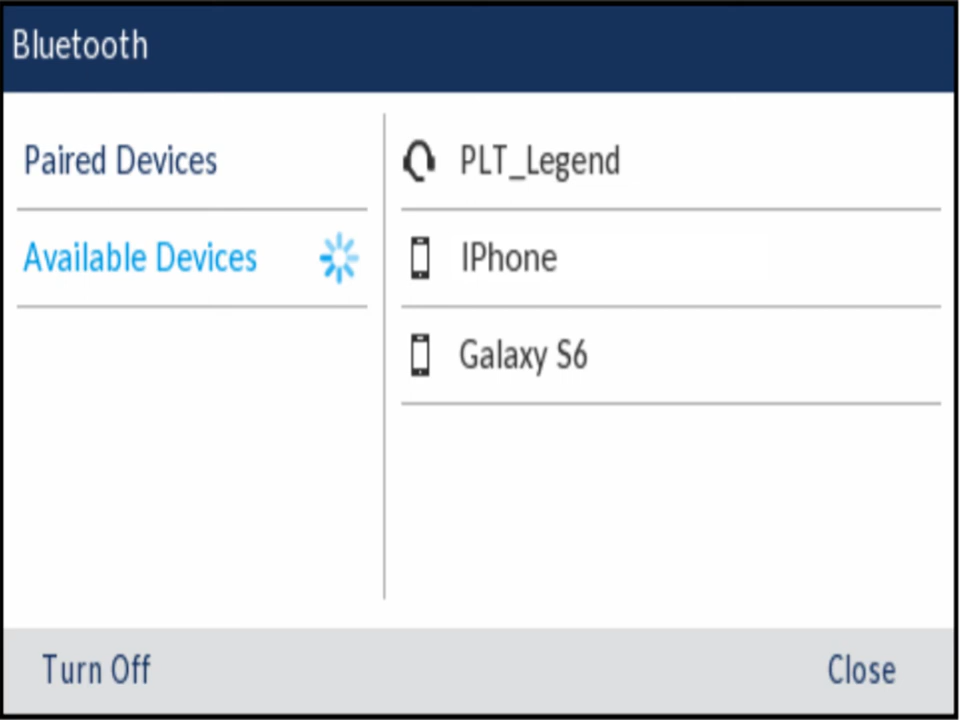 Bluetooth
Paired Devices
Available Devices
PLT_Legend
IPhone
Galaxy S6
Turn Off
Close